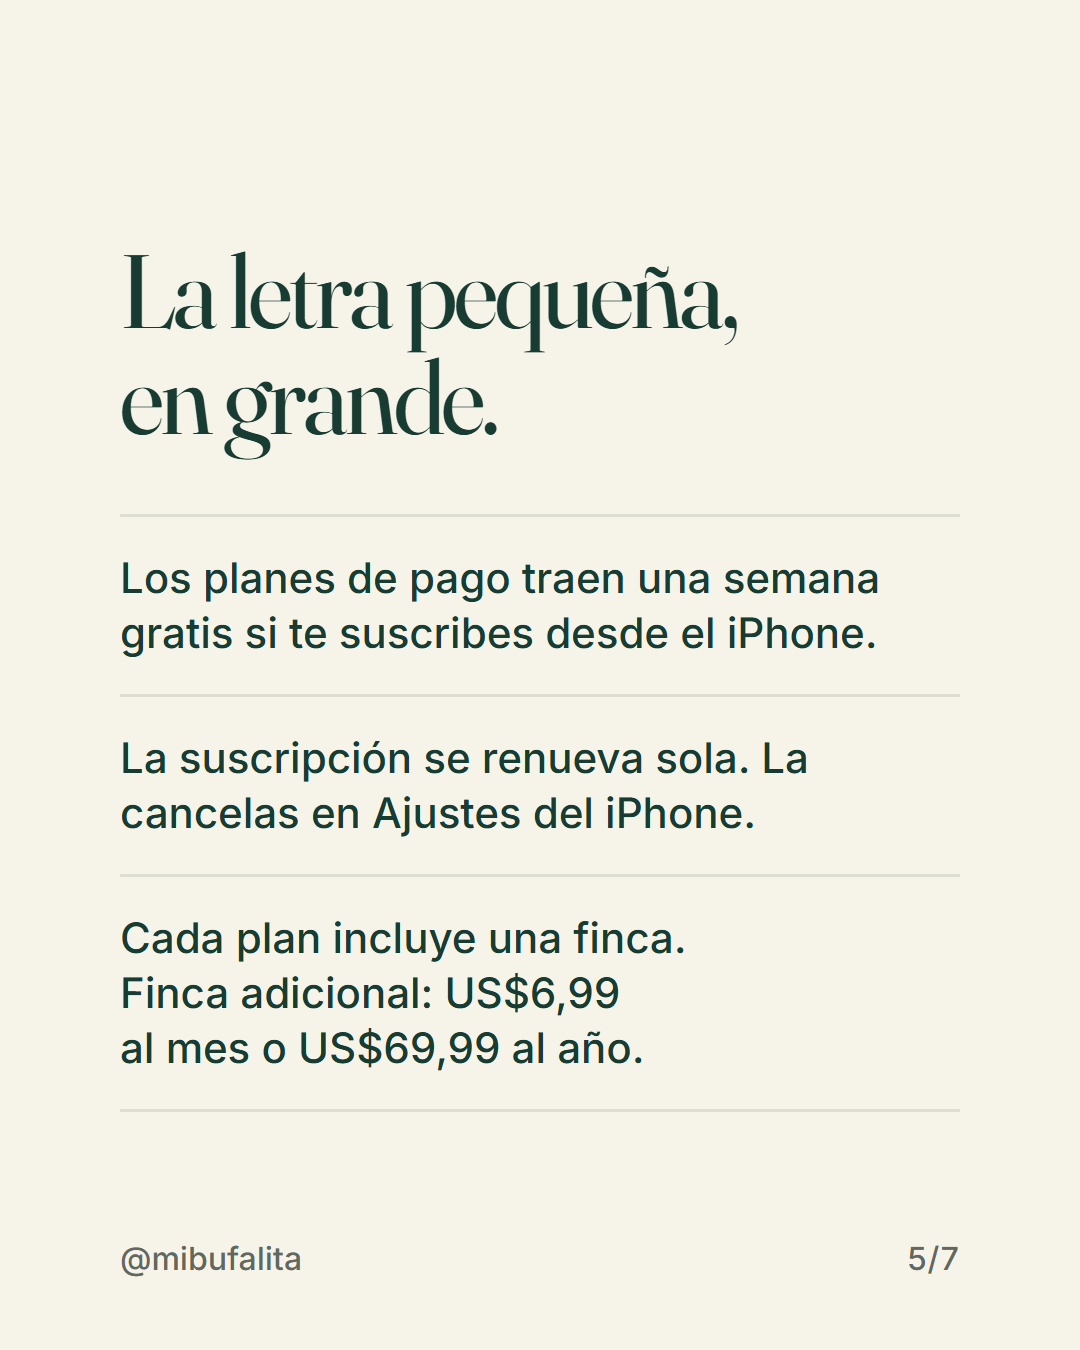 La letra pequeña,
en grande.
Los planes de pago traen una semana
gratis si te suscribes desde el iPhone.
La suscripción se renueva sola. La
cancelas en Ajustes del iPhone.
Cada plan incluye una finca.
Finca adicional: US$6,99
al mes o US$69,99 al año.
@mibufalita
5/7